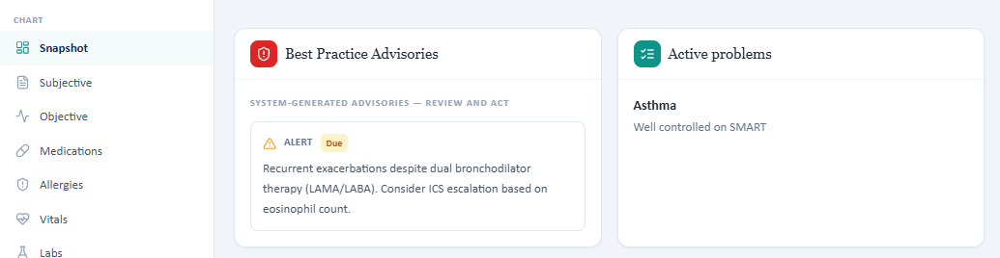 CHART
Snapshot
Subjective
Objective
Medications
Allergies
Vitals
Labs
Best Practice Advisories
SYSTEM-GENERATED ADVISORIES — REVIEW AND ACT
ALERT Due
Recurrent exacerbations despite dual bronchodilator
therapy (LAMA/LABA). Consider ICS escalation based on
eosinophil count.
Active problems
Asthma
Well controlled on SMART